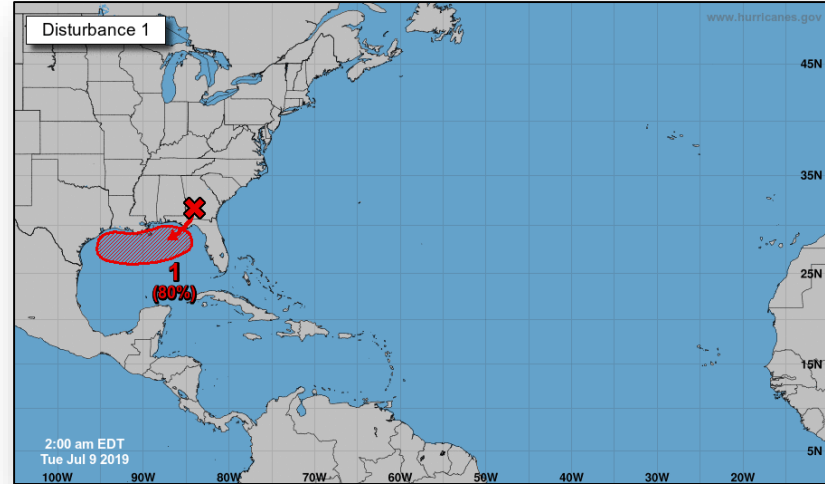 Disturbance 1
www.hurricanes.gov
45N
35N
25N
15N
5N
1
(80%)
2:00 am EDT
Tue Jul 9 2019
100W 90W 80W 70W 60W 50W 40W 30W 20W